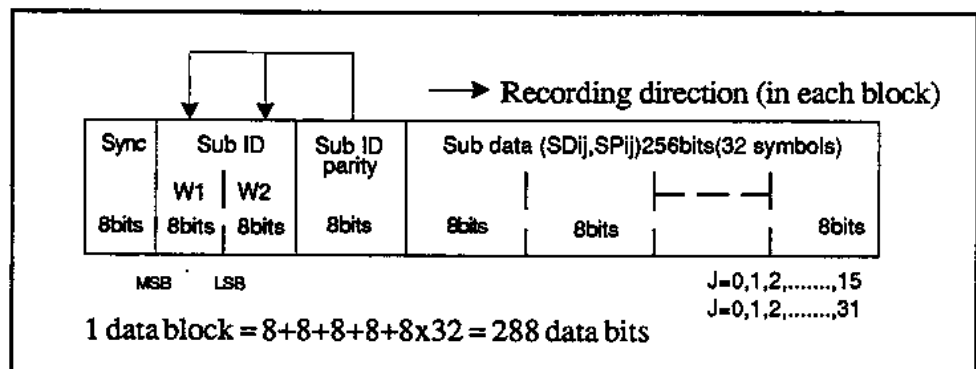 Recording direction (in each block)
Sync Sub ID Sub ID parity Sub data (SDij,SPij)256bits(32 symbols)
W1 W2
8bits 8bits 8bits 8bits 8bits 8bits 8bits
MSB LSB J=0,1,2,.......,15
J=0,1,2,.......,31
1 data block = 8+8+8+8+8x32 = 288 data bits